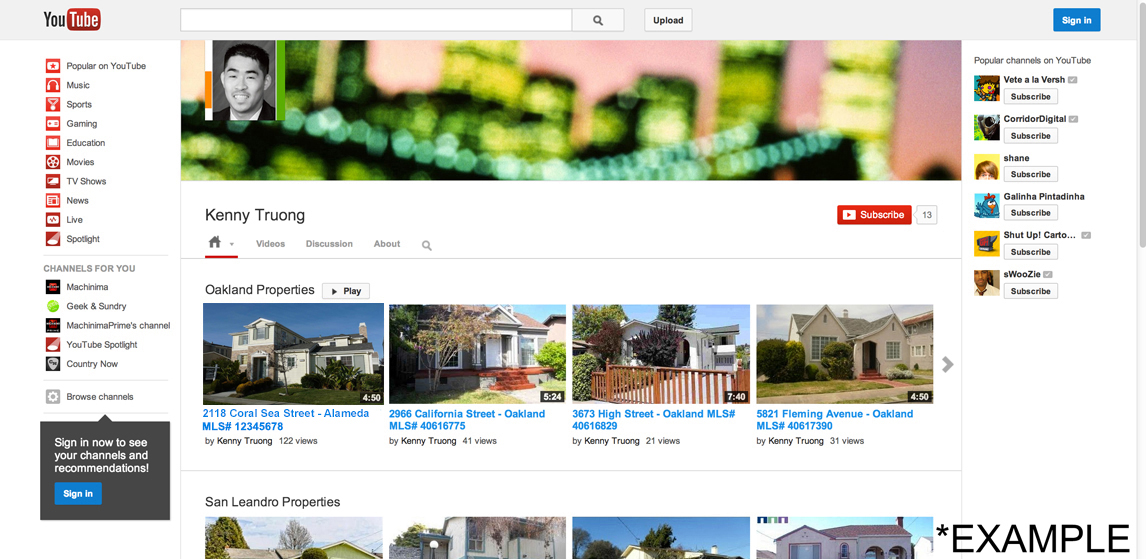 YouTube
Upload
Sign in
Popular on YouTube
Music
Sports
Gaming
Education
Movies
TV Shows
News
Live
Spotlight
CHANNELS FOR YOU
Machinima
Geek & Sundry
MachinimaPrime's channel
YouTube Spotlight
Country Now
Browse channels
Sign in now to see
your channels and
recommendations!
Sign in
Kenny Truong
Subscribe 13
Videos Discussion About
Oakland Properties Play
4:50
2118 Coral Sea Street - Alameda
MLS# 12345678
by Kenny Truong 122 views
5:24
2966 California Street - Oakland
MLS# 40616775
by Kenny Truong 41 views
7:40
3673 High Street - Oakland MLS#
40616829
by Kenny Truong 21 views
4:50
5821 Fleming Avenue - Oakland
MLS# 40617390
by Kenny Truong 31 views
San Leandro Properties
Popular channels on YouTube
Vete a la Versh
Subscribe
CorridorDigital
Subscribe
shane
Subscribe
Galinha Pintadinha
Subscribe
Shut Up! Carto...
Subscribe
sWooZie
Subscribe
*EXAMPLE